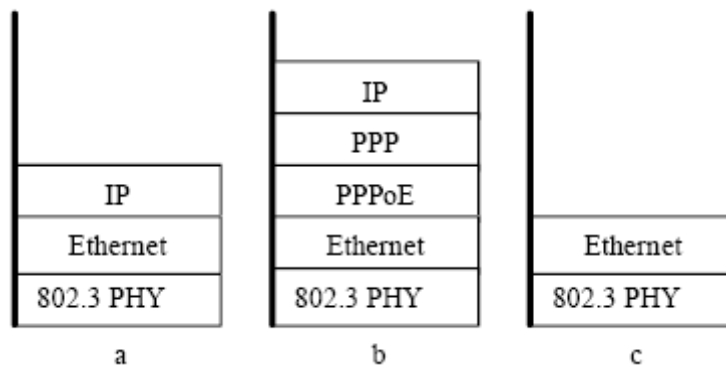 IP
Ethernet
802.3 PHY
a
IP
PPP
PPPoE
Ethernet
802.3 PHY
b
Ethernet
802.3 PHY
c